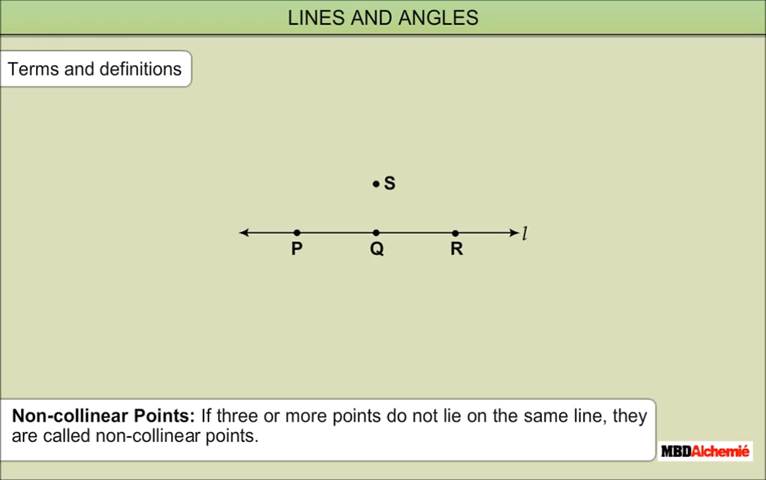 LINES AND ANGLES
Terms and definitions
S
l
P Q R
Non-collinear Points: If three or more points do not lie on the same line, they
are called non-collinear points.
MBDAlchemié